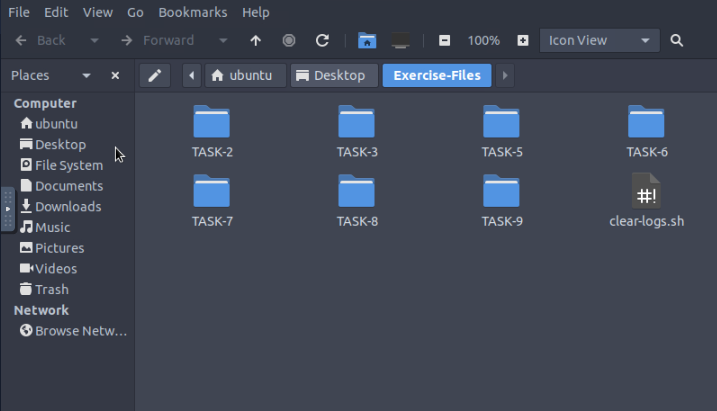 File Edit View Go Bookmarks Help
Back Forward 100% Icon View
Places ubuntu Desktop Exercise-Files
Computer
ubuntu
Desktop
File System
Documents
Downloads
Music
Pictures
Videos
Trash
Network
Browse Netw...
TASK-2 TASK-3 TASK-5 TASK-6
#!
TASK-7 TASK-8 TASK-9 clear-logs.sh